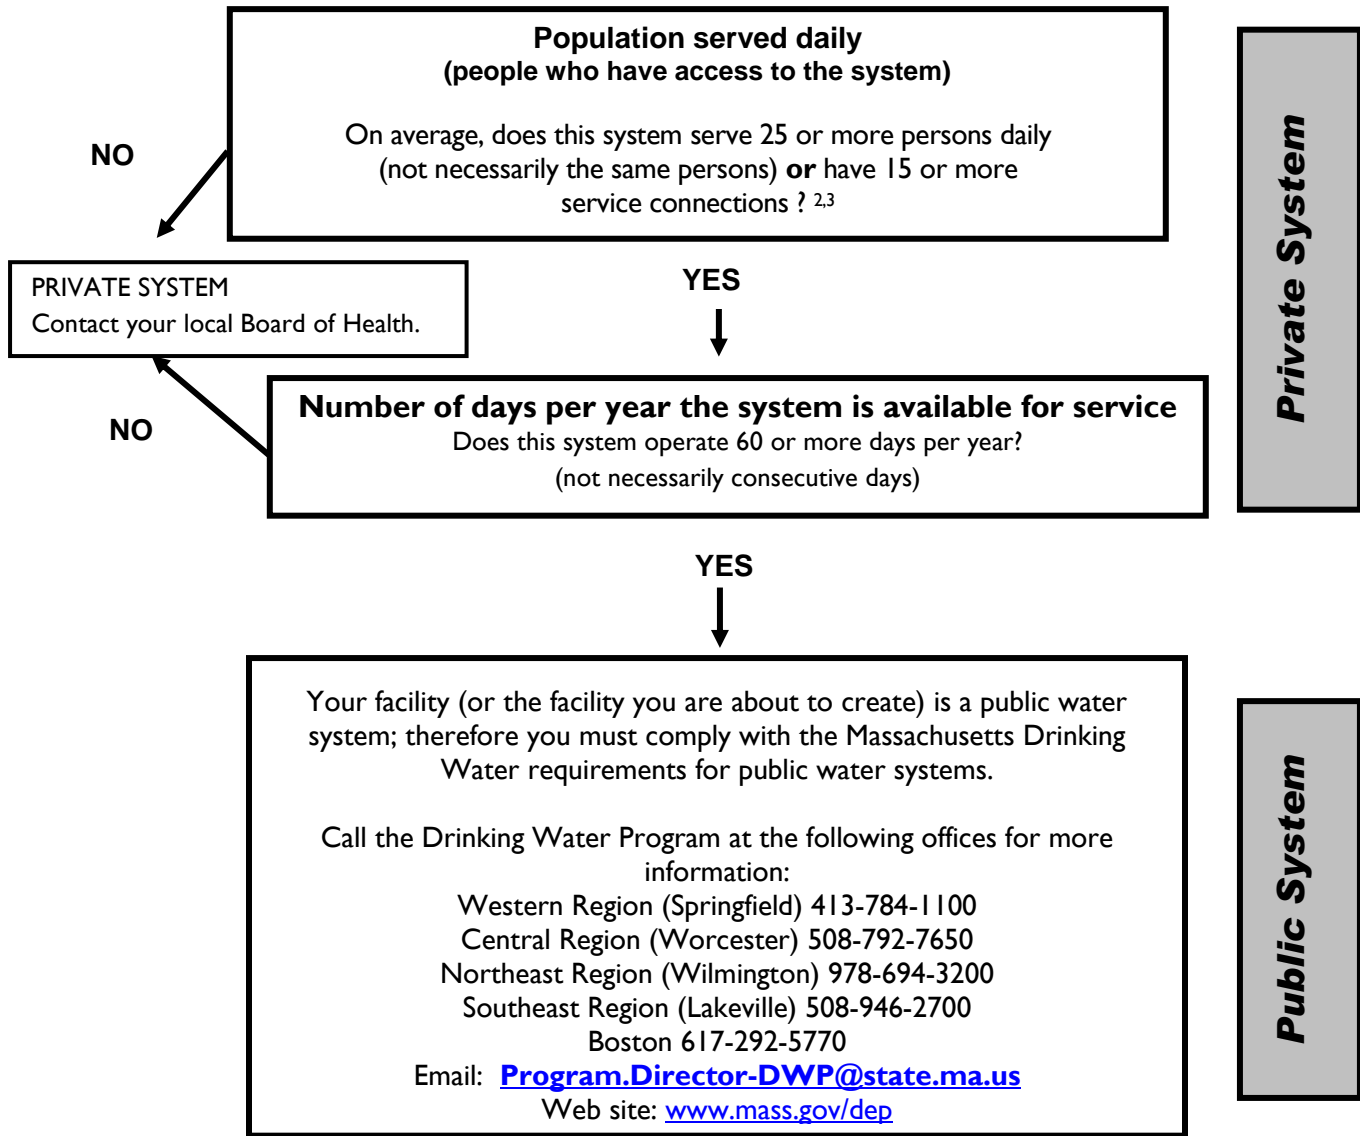 Population served daily
(people who have access to the system)
On average, does this system serve 25 or more persons daily
(not necessarily the same persons) or have 15 or more
service connections ? 2,3
NO
PRIVATE SYSTEM
Contact your local Board of Health.
YES
NO
Number of days per year the system is available for service
Does this system operate 60 or more days per year?
(not necessarily consecutive days)
Private System
YES
Your facility (or the facility you are about to create) is a public water
system; therefore you must comply with the Massachusetts Drinking
Water requirements for public water systems.
Call the Drinking Water Program at the following offices for more
information:
Western Region (Springfield) 413-784-1100
Central Region (Worcester) 508-792-7650
Northeast Region (Wilmington) 978-694-3200
Southeast Region (Lakeville) 508-946-2700
Boston 617-292-5770
Email: Program.Director-DWP@state.ma.us
Web site: www.mass.gov/dep
Public System